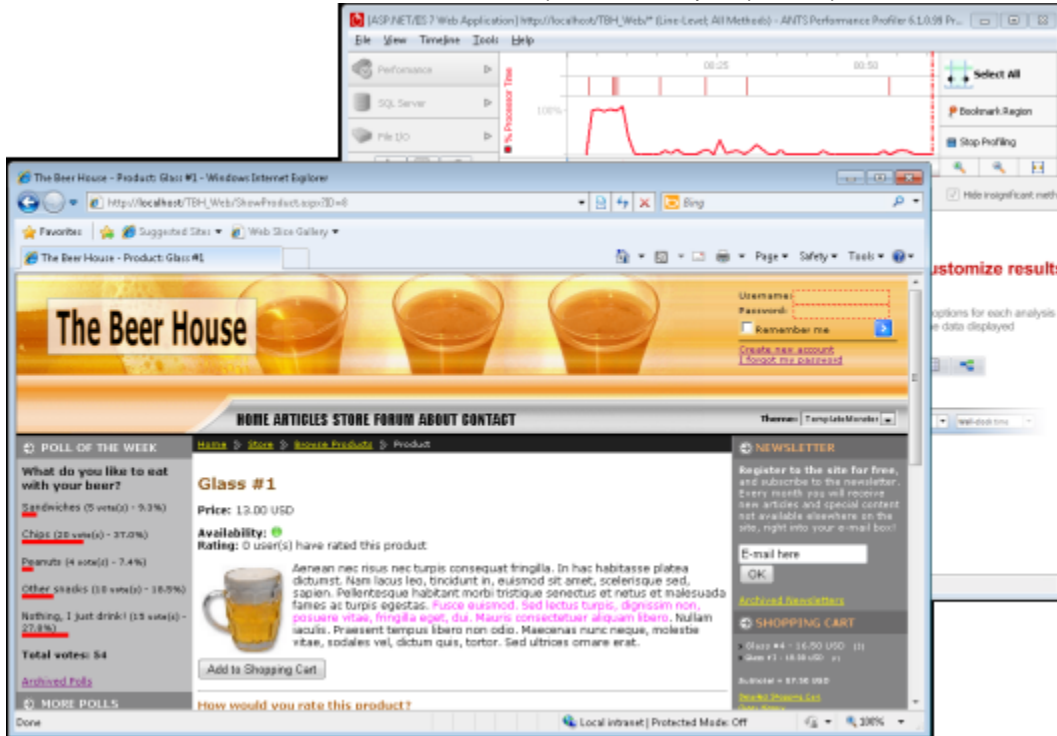 [ASP.NET/IIS 7 Web Application] http://localhost/TBH_Web/* (Line-Level; All Methods) - ANTS Performance Profiler 6.1.0.98 Pr...
File View Timeline Tools Help
Performance
SQL Server
File I/O
% Processor Time
100%
00:25
00:50
Select All
Bookmark Region
Stop Profiling
Hide insignificant meth
ustomize results
options for each analysis
e data displayed
Wall-clock time
The Beer House - Product: Glass #1 - Windows Internet Explorer
http://localhost/TBH_Web/ShowProduct.aspx?ID=8
Bing
Favorites Suggested Sites Web Slice Gallery
The Beer House - Product: Glass #1
Page Safety Tools
The Beer House
Username:
Password:
Remember me
Create new account
I forgot my password
HOME ARTICLES STORE FORUM ABOUT CONTACT
Theme: TemplateMonster
POLL OF THE WEEK
What do you like to eat
with your beer?
Sandwiches (5 vote(s) - 9.3%)
Chips (20 vote(s) - 37.0%)
Peanuts (4 vote(s) - 7.4%)
Other snacks (10 vote(s) - 18.5%)
Nothing, I just drink! (15 vote(s) -
27.8%)
Total votes: 54
Archived Polls
MORE POLLS
Home Store Browse Products Product
Glass #1
Price: 13.00 USD
Availability:
Rating: 0 user(s) have rated this product
Aenean nec risus nec turpis consequat fringilla. In hac habitasse platea
dictumst. Nam lacus leo, tincidunt in, euismod sit amet, scelerisque sed,
sapien. Pellentesque habitant morbi tristique senectus et netus et malesuada
fames ac turpis egestas. Fusce euismod. Sed lectus turpis, dignissim non,
posuere vitae, fringilla eget, dui. Mauris consectetuer aliquam libero. Nullam
iaculis. Praesent tempus libero non odio. Maecenas nunc neque, molestie
vitae, sodales vel, dictum quis, tortor. Sed ultrices ornare erat.
Add to Shopping Cart
How would you rate this product?
NEWSLETTER
Register to the site for free,
and subscribe to the newsletter.
Every month you will receive
new articles and special content
not available elsewhere on the
site, right into your e-mail box!
E-mail here
OK
Archived Newsletters
SHOPPING CART
Glass #4 - 16.50 USD
Subtotal =
Done
Local intranet | Protected Mode: Off
100%